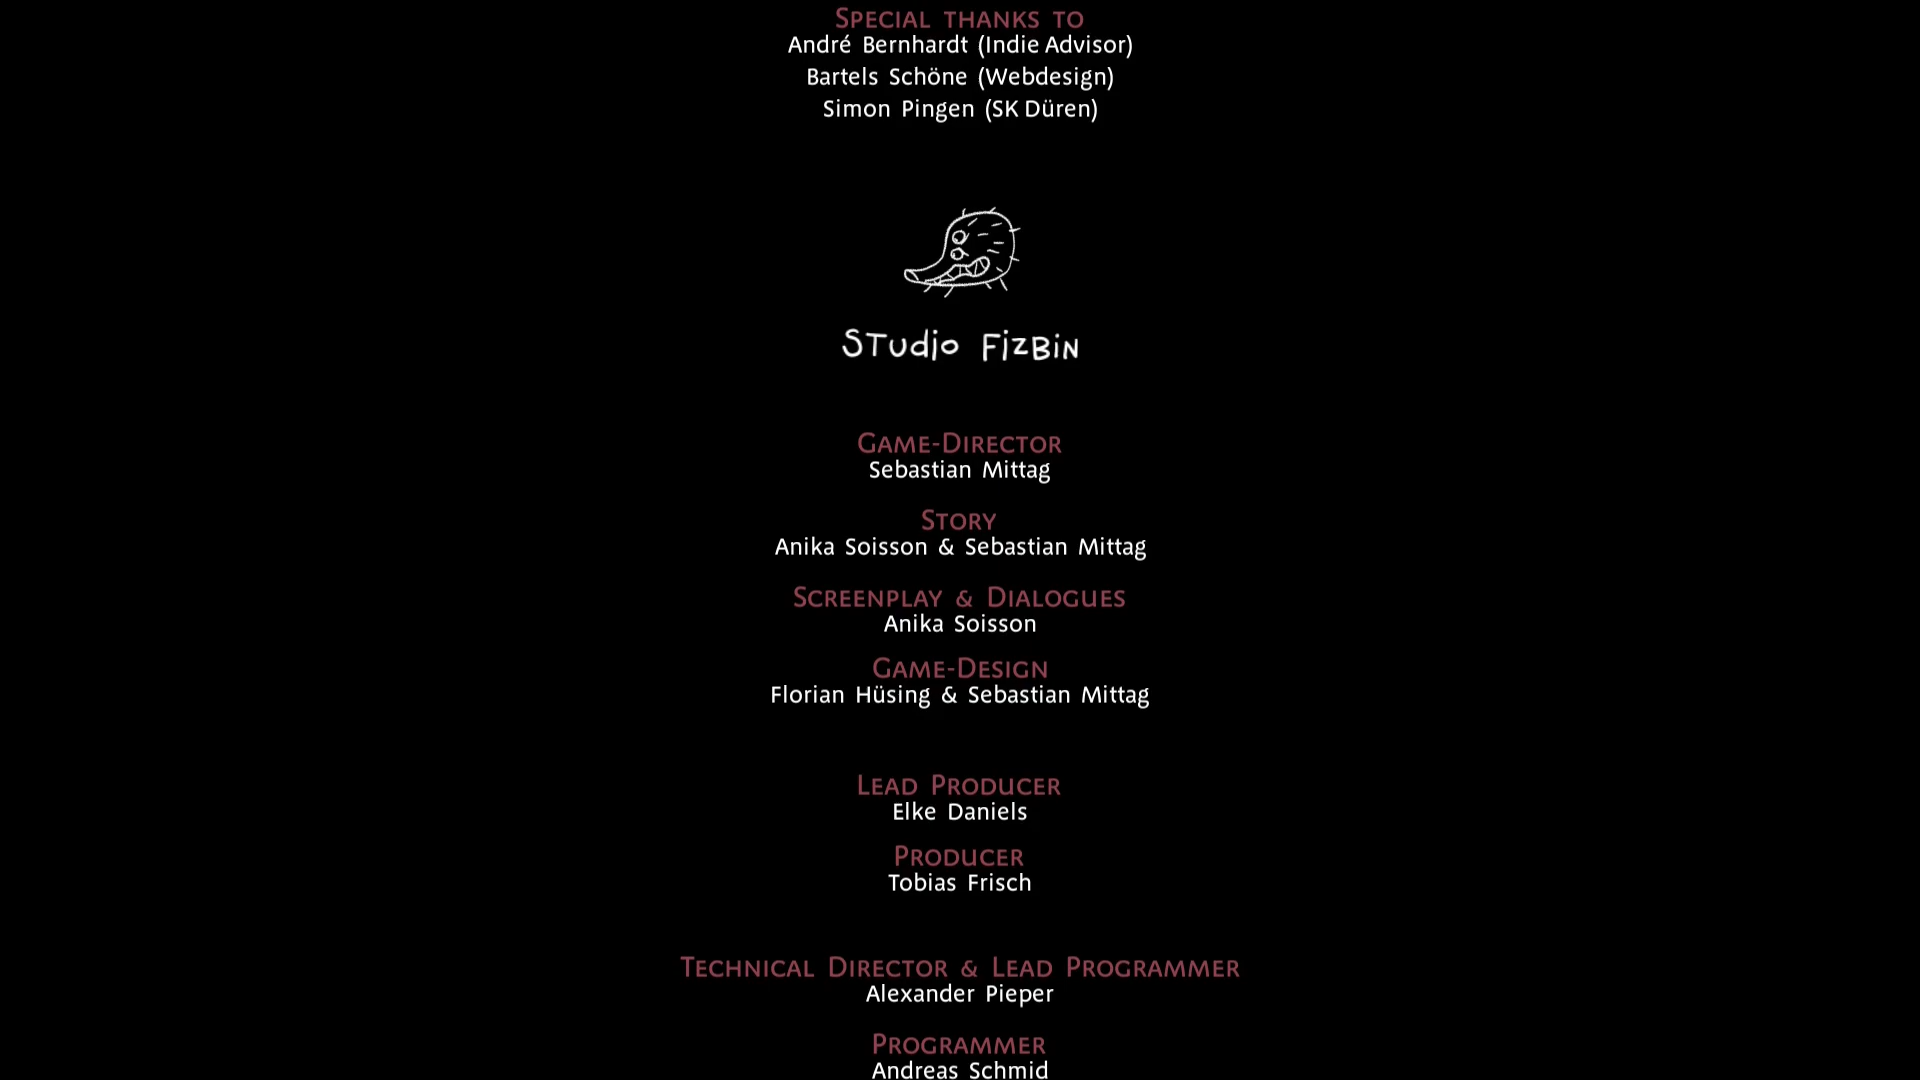 Special thanks to
André Bernhardt (Indie Advisor)
Bartels Schöne (Webdesign)
Simon Pingen (SK Düren)
Studio Fizbin
Game-Director
Sebastian Mittag
Story
Anika Soisson & Sebastian Mittag
Screenplay & Dialogues
Anika Soisson
Game-Design
Florian Hüsing & Sebastian Mittag
Lead Producer
Elke Daniels
Producer
Tobias Frisch
Technical Director & Lead Programmer
Alexander Pieper
Programmer
Andreas Schmid